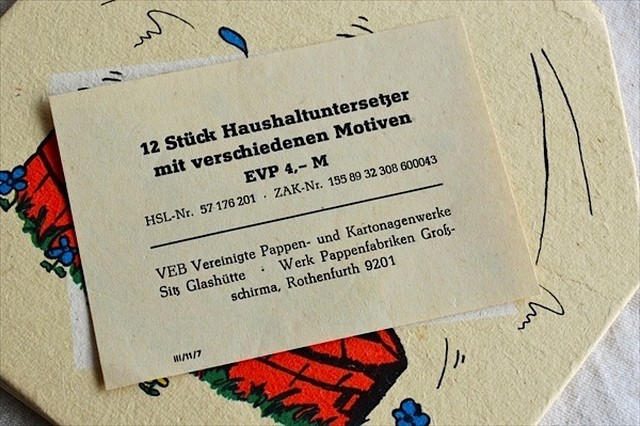 12 Stück Haushaltuntersetzer
mit verschiedenen Motiven
EVP 4,– M
HSL-Nr. 57 176 201 · ZAK-Nr. 155 89 32 308 600043
VEB Vereinigte Pappen- und Kartonagenwerke
Sitz Glashütte · Werk Pappenfabriken Groß-
schirma, Rothenfurth 9201
III/11/7